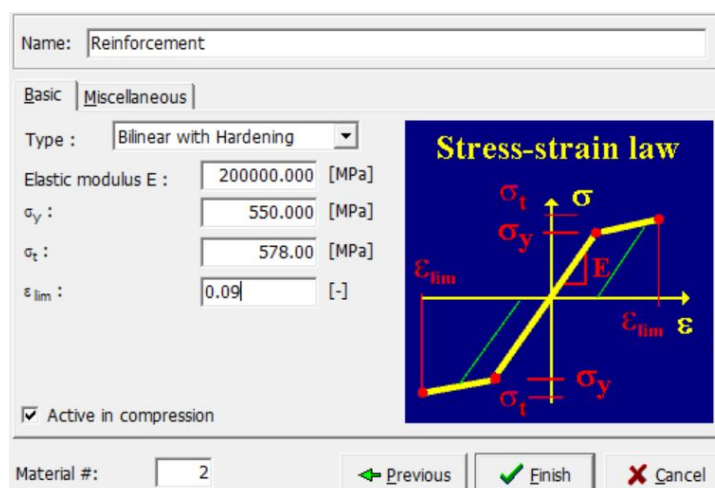 Name: Reinforcement
Basic Miscellaneous
Type : Bilinear with Hardening
Elastic modulus E : 200000.000 [MPa]
σy : 550.000 [MPa]
σt : 578.00 [MPa]
ε lim : 0.09 [-]
Active in compression
Stress-strain law
σt σ
σy
εlim E
εlim ε
σy
σt
Material #: 2 Previous Finish Cancel